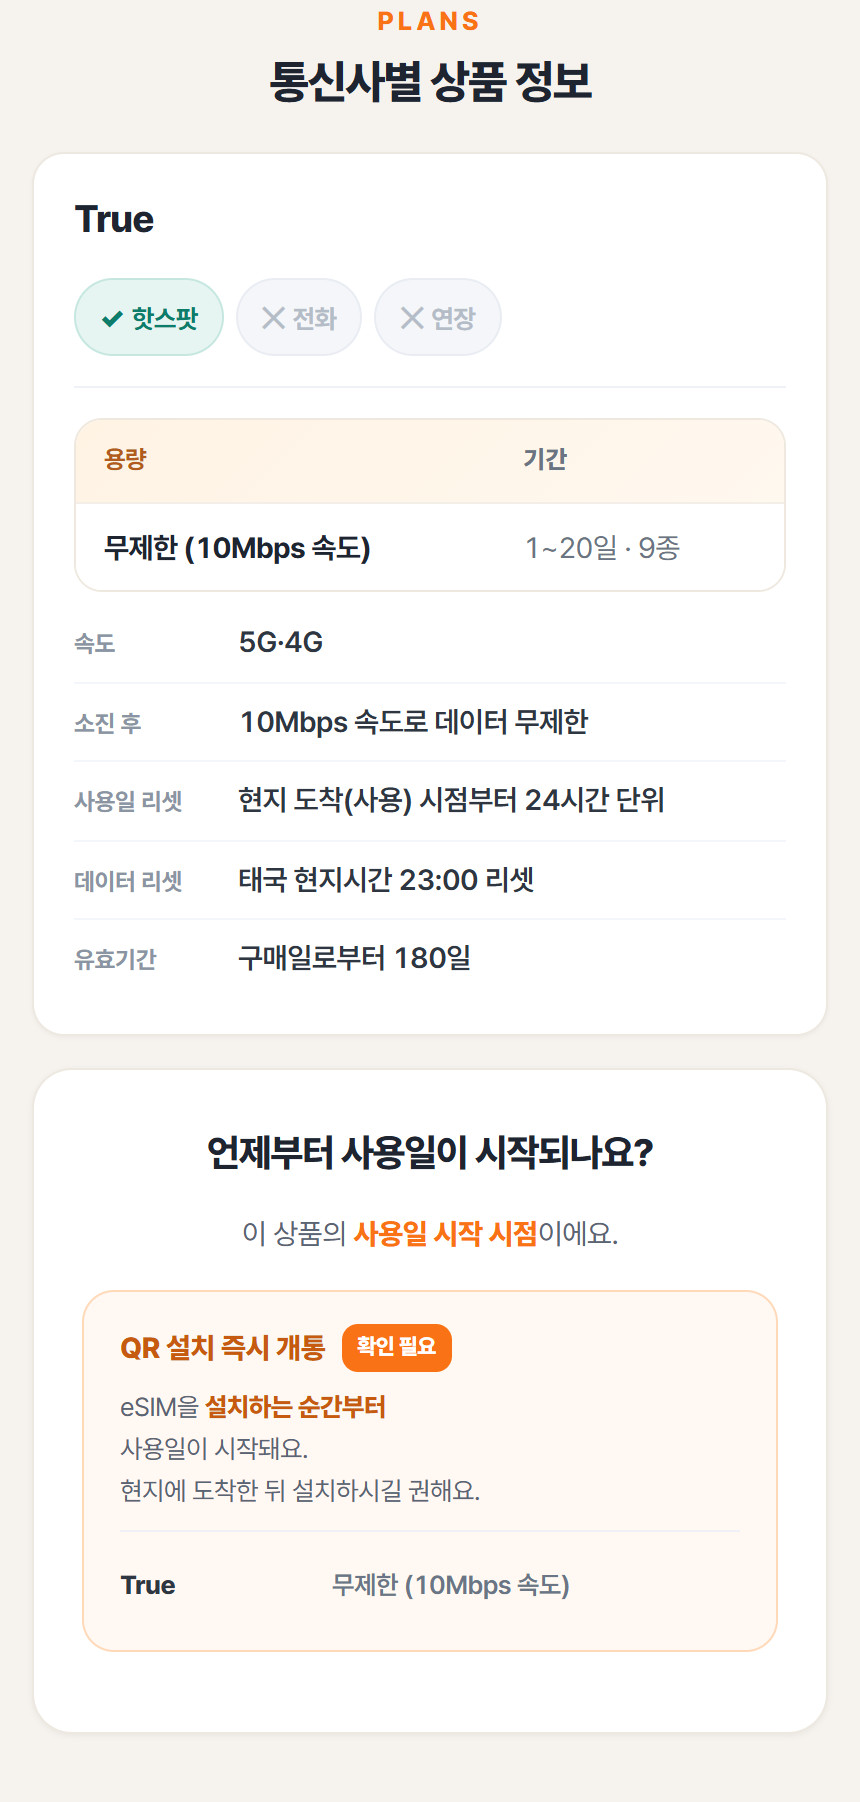 PLANS
통신사별 상품 정보
True
✓ 핫스팟 ✕ 전화 ✕ 연장
용량 기간
무제한 (10Mbps 속도) 1~20일 · 9종
속도 5G·4G
소진 후 10Mbps 속도로 데이터 무제한
사용일 리셋 현지 도착(사용) 시점부터 24시간 단위
데이터 리셋 태국 현지시간 23:00 리셋
유효기간 구매일로부터 180일
언제부터 사용일이 시작되나요?
이 상품의 사용일 시작 시점이에요.
QR 설치 즉시 개통 확인 필요
eSIM을 설치하는 순간부터
사용일이 시작돼요.
현지에 도착한 뒤 설치하시길 권해요.
True 무제한 (10Mbps 속도)